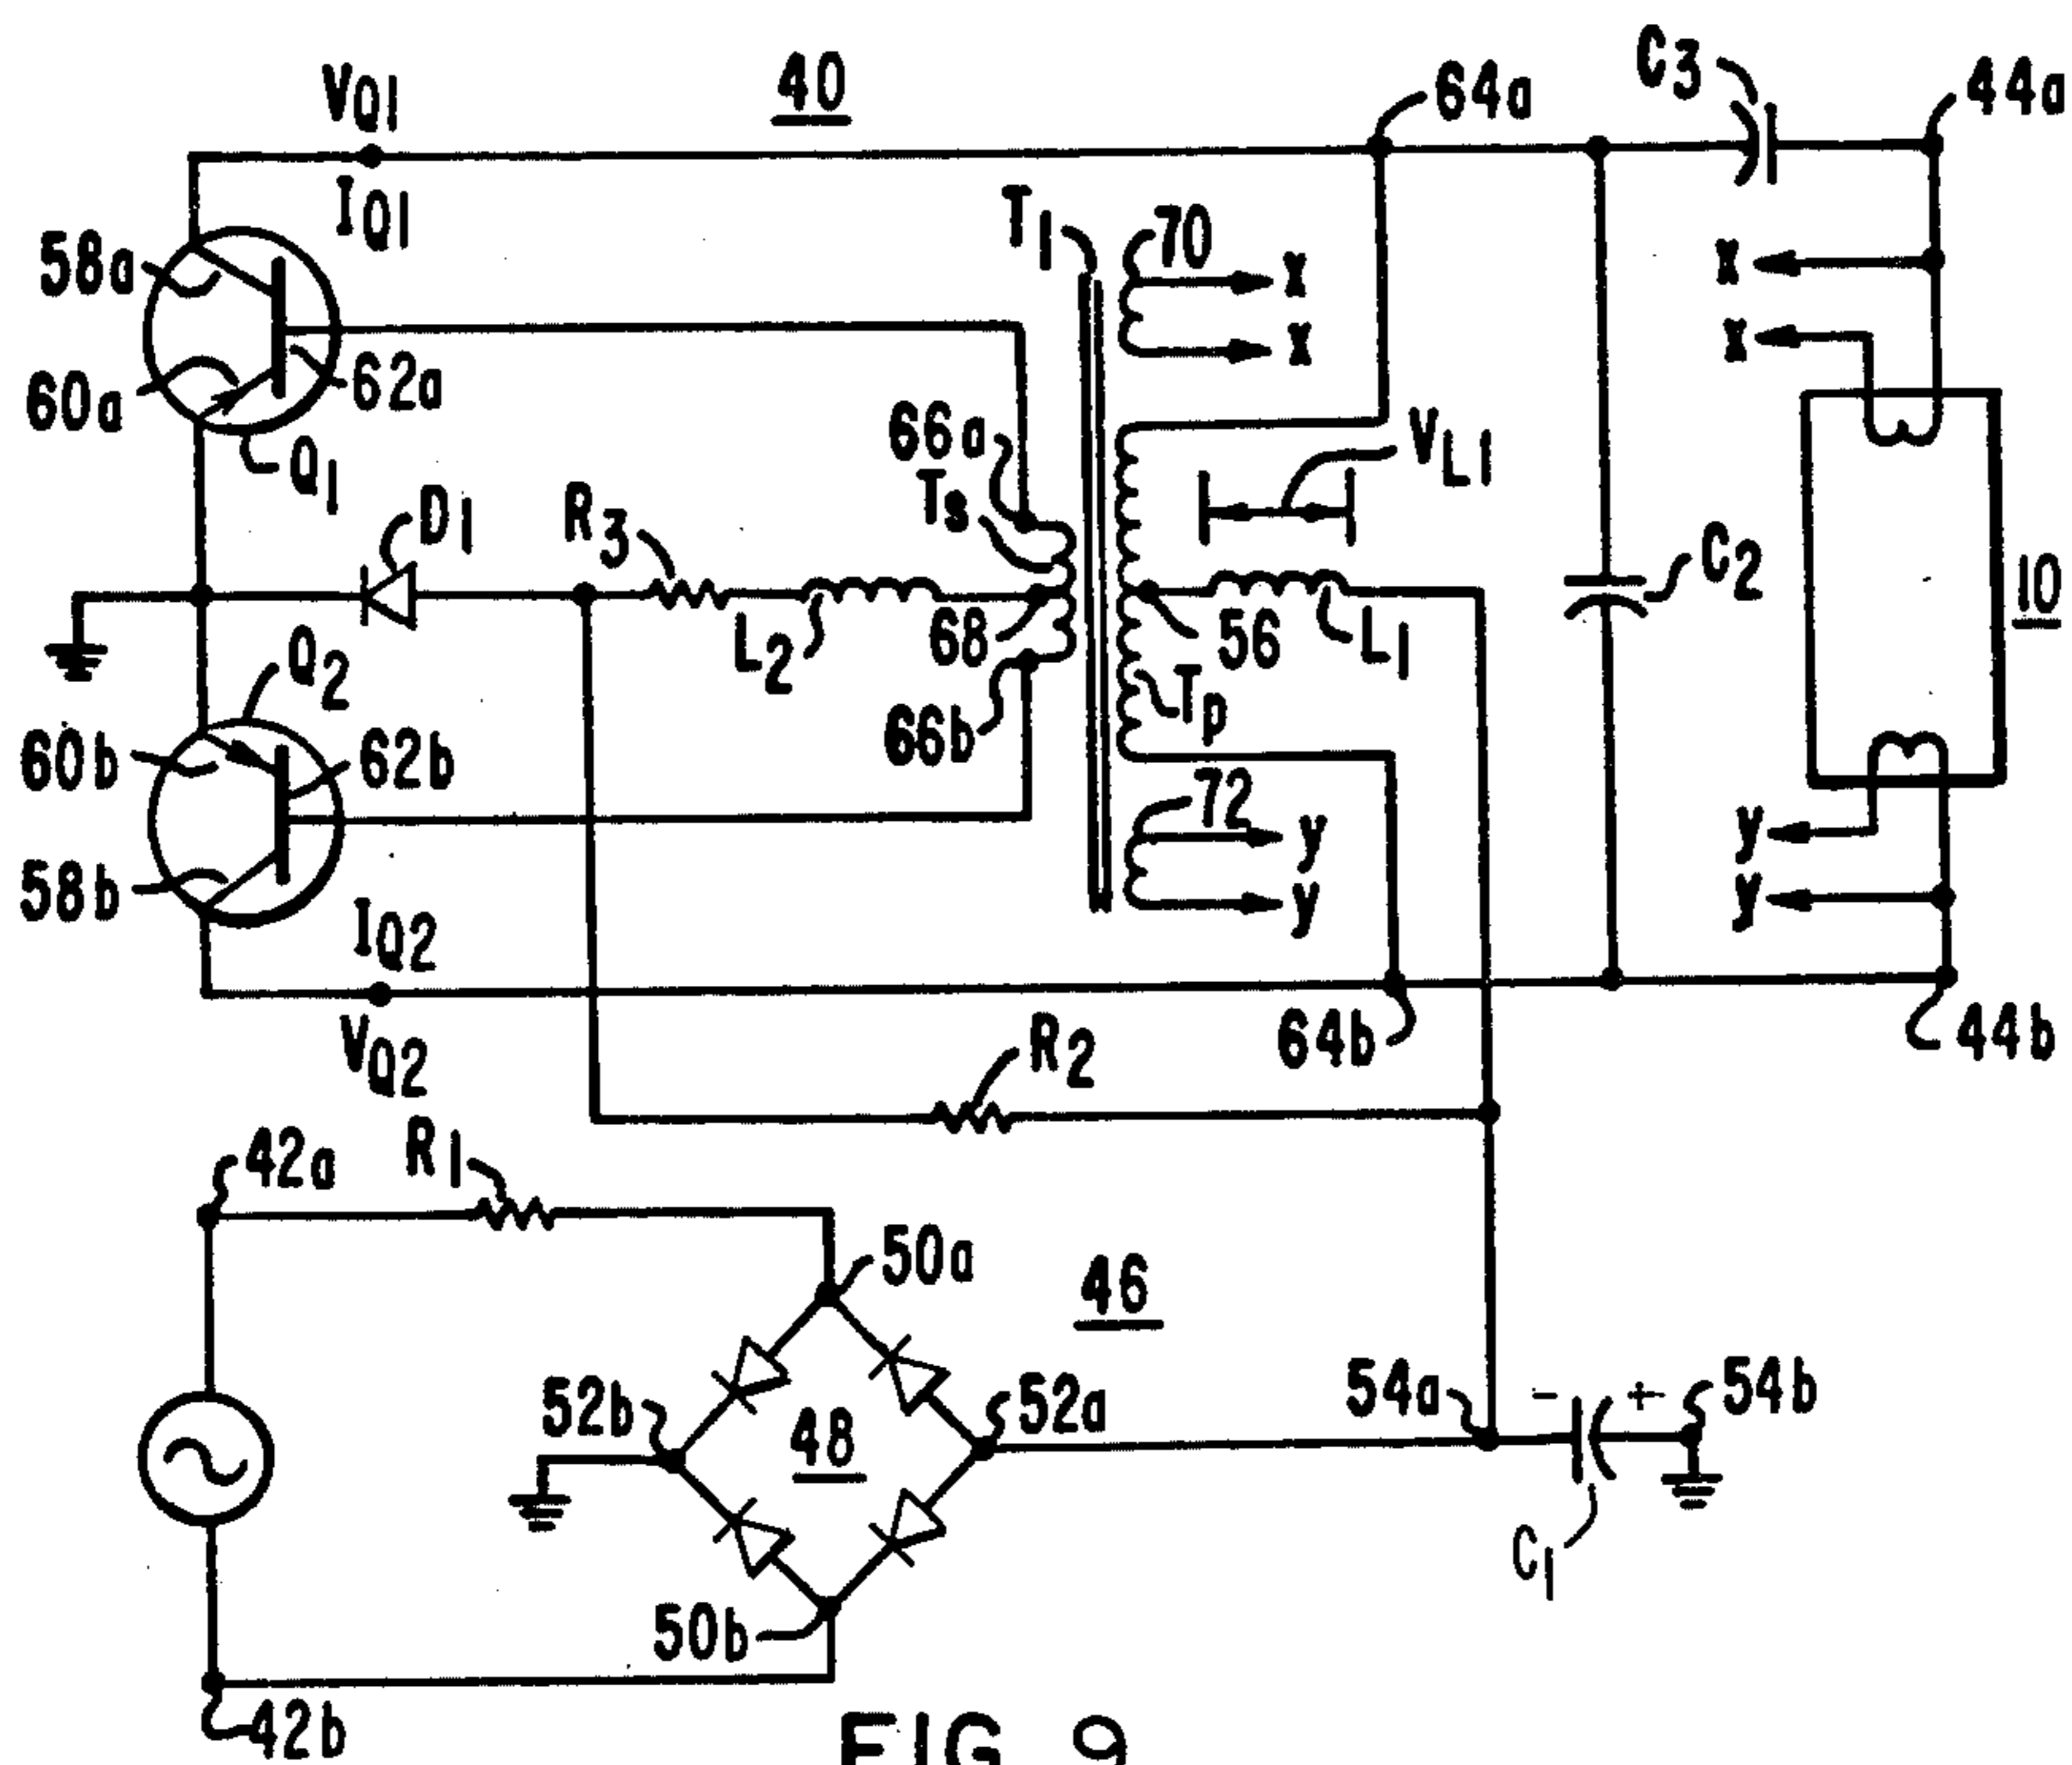 40
VQ1
IQ1
64a
C3
44a
T1
70
X
X
X
X
58a
60a
62a
Q1
66a
Ts
VL1
D1
R3
C2
10
L2
68
56
L1
Q2
Tp
66b
60b
62b
72
y
y
y
y
58b
IQ2
VQ2
64b
44b
R2
42a
R1
50a
46
52b
48
52a
54a
- +
54b
C1
50b
42b
FIG. 9